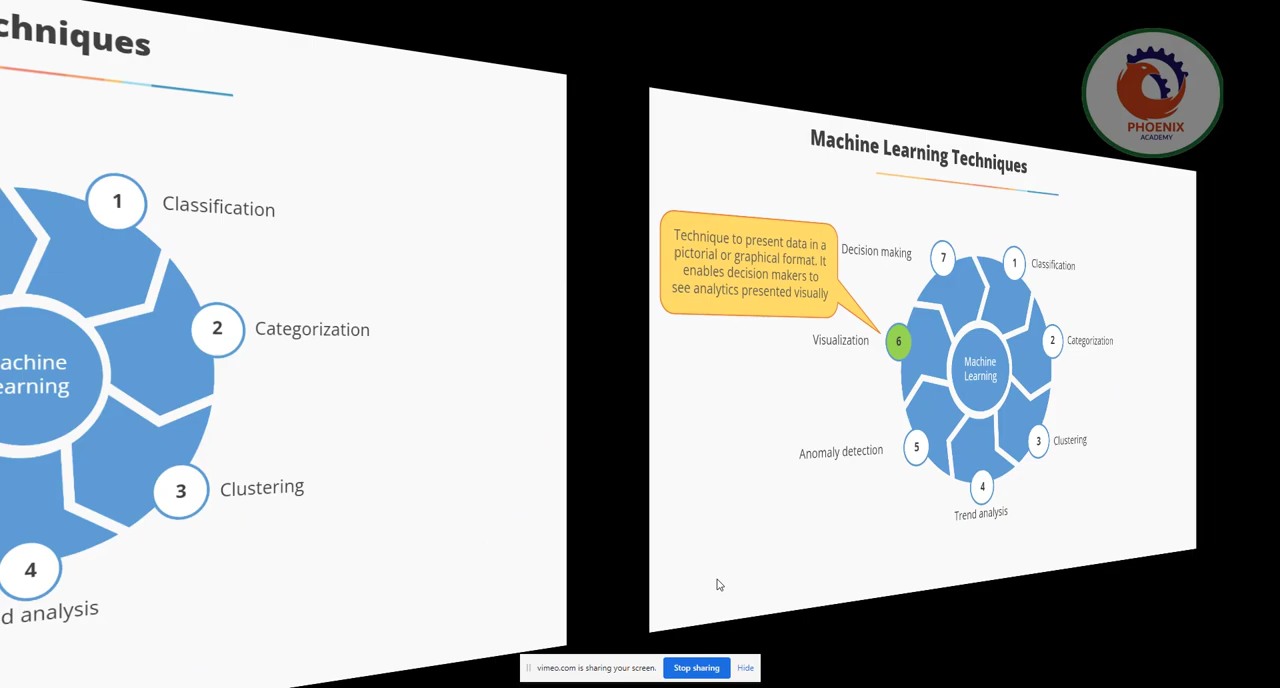 chniques
1
Classification
2
Categorization
achine
earning
3
Clustering
4
d analysis
Machine Learning Techniques
Technique to present data in a
pictorial or graphical format. It
enables decision makers to
see analytics presented visually
Decision making
7
1
Classification
Visualization
6
2
Categorization
Machine
Learning
Anomaly detection
5
3
Clustering
4
Trend analysis
PHOENIX
ACADEMY
vimeo.com is sharing your screen.
Stop sharing
Hide